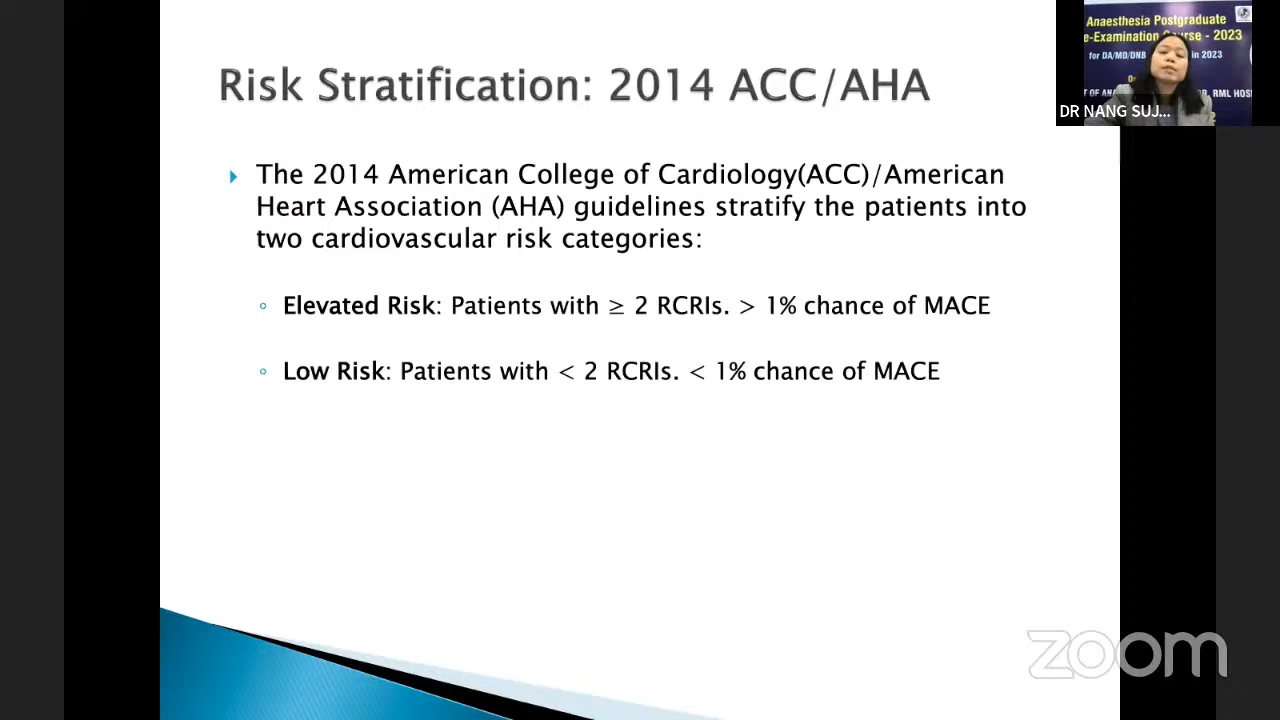 Risk Stratification: 2014 ACC/AHA
The 2014 American College of Cardiology(ACC)/American
Heart Association (AHA) guidelines stratify the patients into
two cardiovascular risk categories:
Elevated Risk: Patients with ≥ 2 RCRIs. > 1% chance of MACE
Low Risk: Patients with < 2 RCRIs. < 1% chance of MACE
Anaesthesia Postgraduate
e-Examination Course - 2023
for DA/MD/DNB in 2023
RML HOS
DR NANG SUJ...
zoom